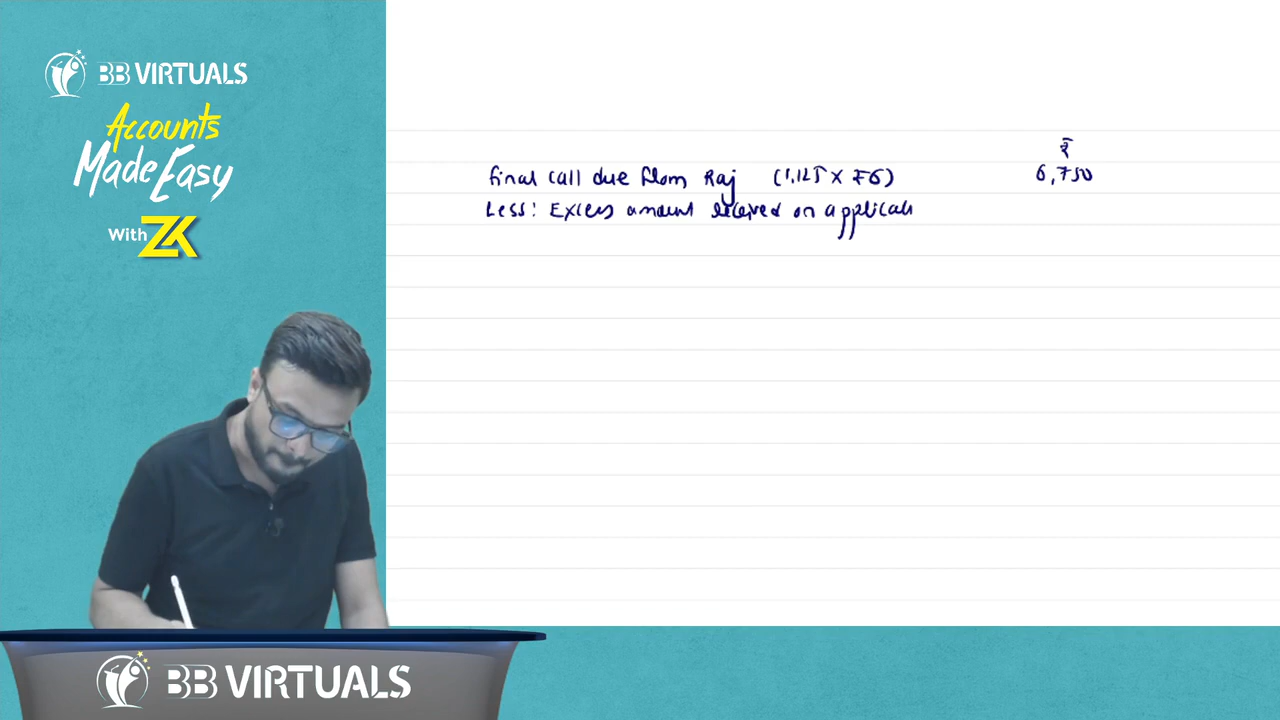 BB VIRTUALS
Accounts
Made Easy
With ZK
₹
Final call due from Raj (1,125 × ₹6) 6,750
Less: Excess amount received on applicati
BB VIRTUALS